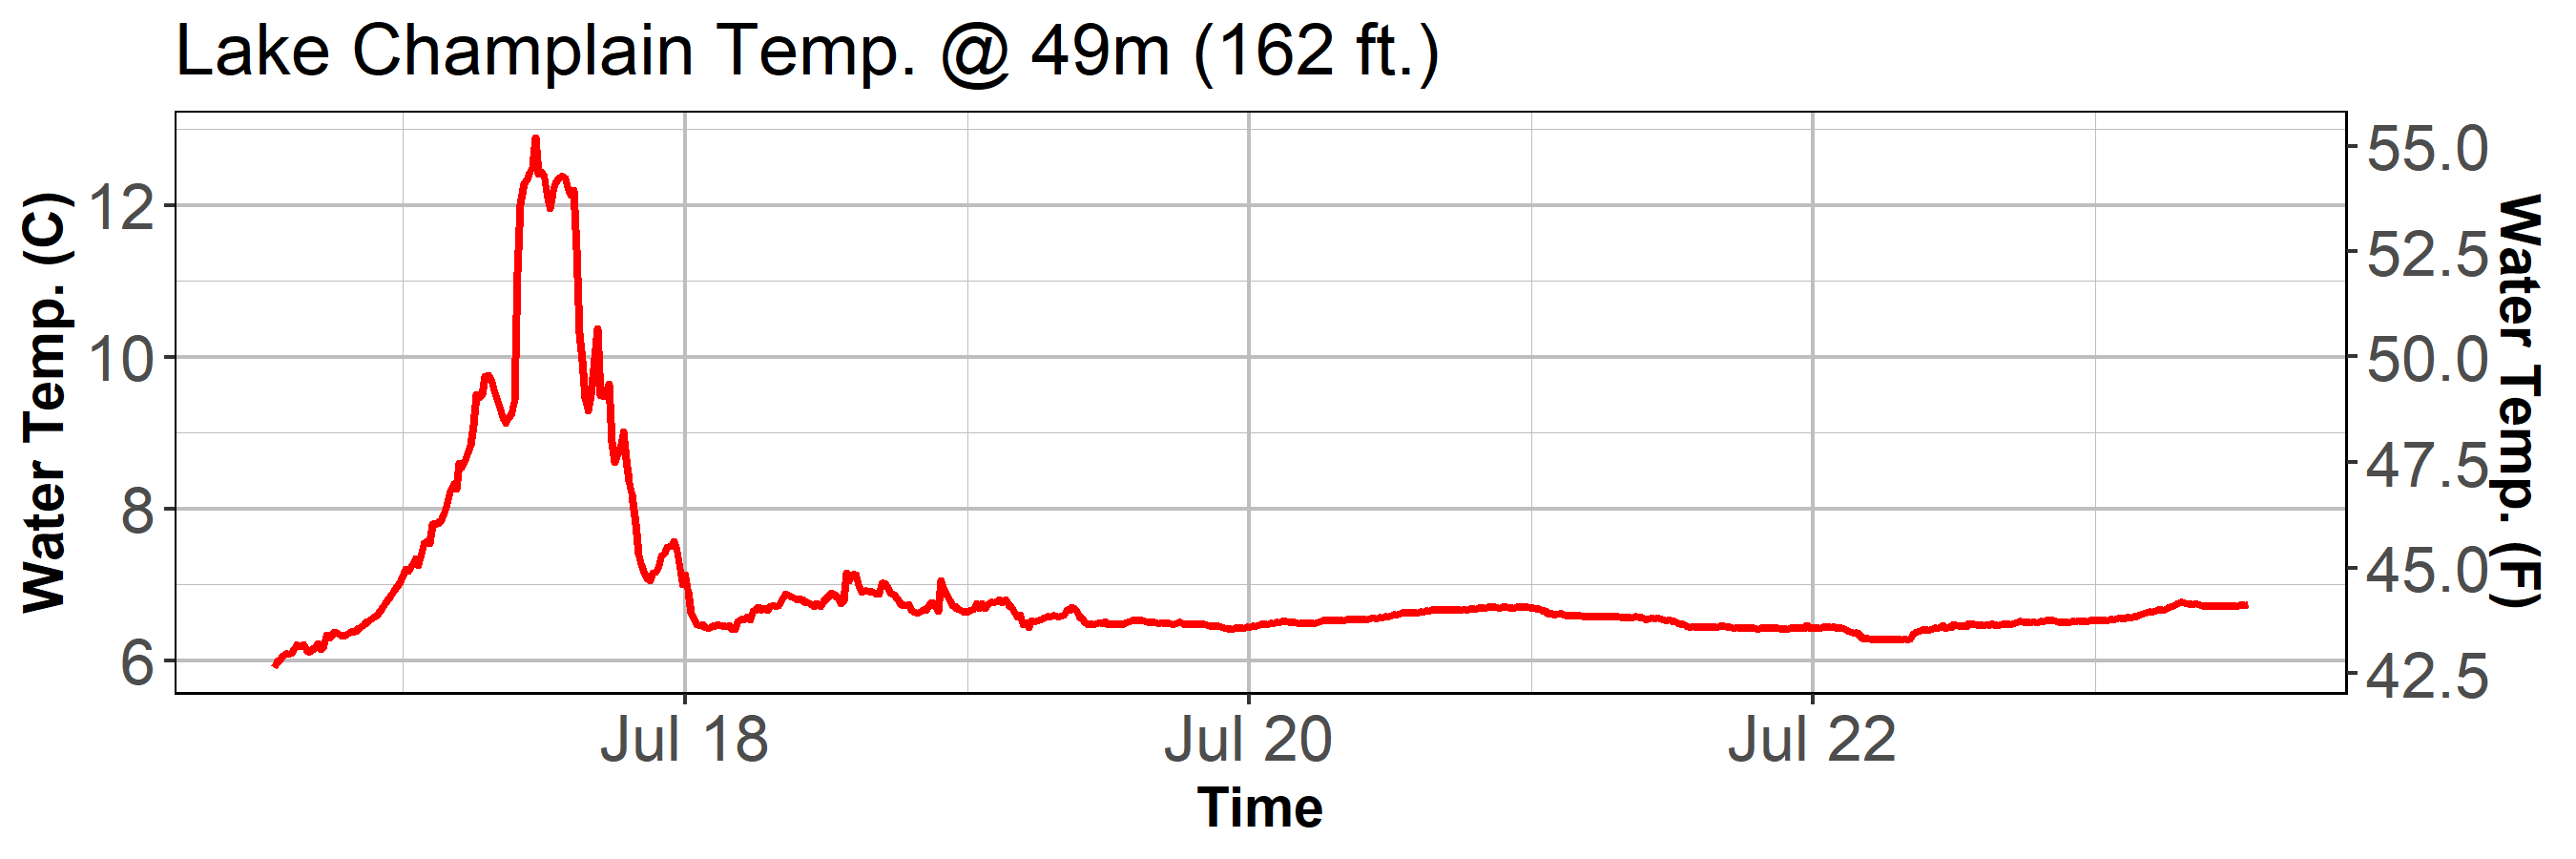 Lake Champlain Temp. @ 49m (162 ft.)
Water Temp. (C)
12
10
8
6
55.0
52.5
50.0
47.5
45.0
42.5
Water Temp. (F)
Jul 18
Jul 20
Jul 22
Time